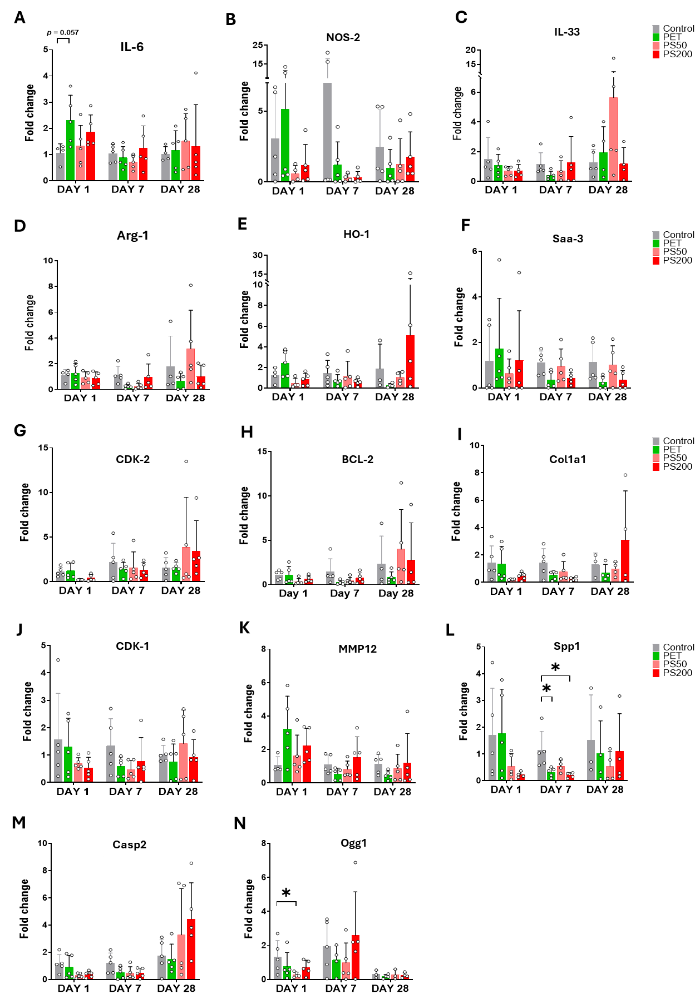 A
B
C
p = 0.057
IL-6
NOS-2
IL-33
Control
PET
PS50
PS200
Fold change
5
4
3
2
1
0
DAY 1 DAY 7 DAY 28
Fold change
25
15
5
0
DAY 1 DAY 7 DAY 28
Fold change
20
15
6
4
2
0
DAY 1 DAY 7 DAY 28
D
E
F
Arg-1
HO-1
Saa-3
Control
PET
PS50
PS200
Fold change
10
8
6
4
2
0
DAY 1 DAY 7 DAY 28
Fold change
30
15
10
8
6
4
2
0
DAY 1 DAY 7 DAY 28
Fold change
6
4
2
0
DAY 1 DAY 7 DAY 28
G
H
I
CDK-2
BCL-2
Col1a1
Control
PET
PS50
PS200
Fold change
15
10
5
0
DAY 1 DAY 7 DAY 28
Fold change
15
10
5
0
Day 1 Day 7 Day 28
Fold change
10
8
6
4
2
0
DAY 1 DAY 7 DAY 28
J
K
L
CDK-1
MMP12
Spp1
Control
PET
PS50
PS200
Fold change
5
4
3
2
1
0
DAY 1 DAY 7 DAY 28
Fold change
8
6
4
2
0
DAY 1 DAY 7 DAY 28
Fold change
5
4
3
2
1
0
*
*
DAY 1 DAY 7 DAY 28
M
N
Casp2
Ogg1
Fold change
10
8
6
4
2
0
DAY 1 DAY 7 DAY 28
Fold change
8
6
4
2
0
*
DAY 1 DAY 7 DAY 28